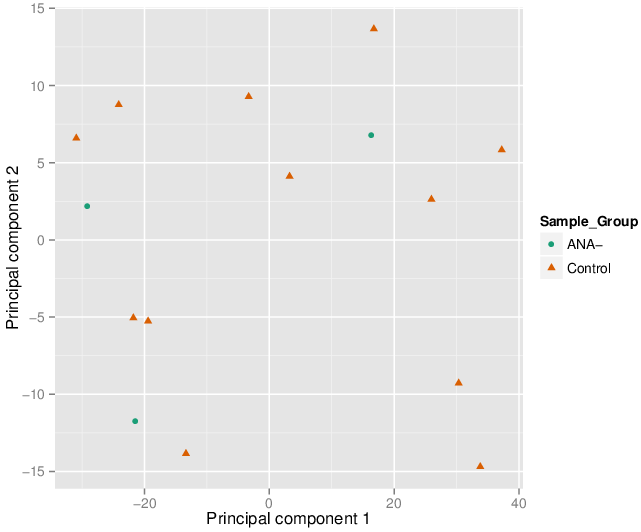 15
10
5
0
−5
−10
−15
Principal component 2
−20
0
20
40
Principal component 1
Sample_Group
ANA−
Control